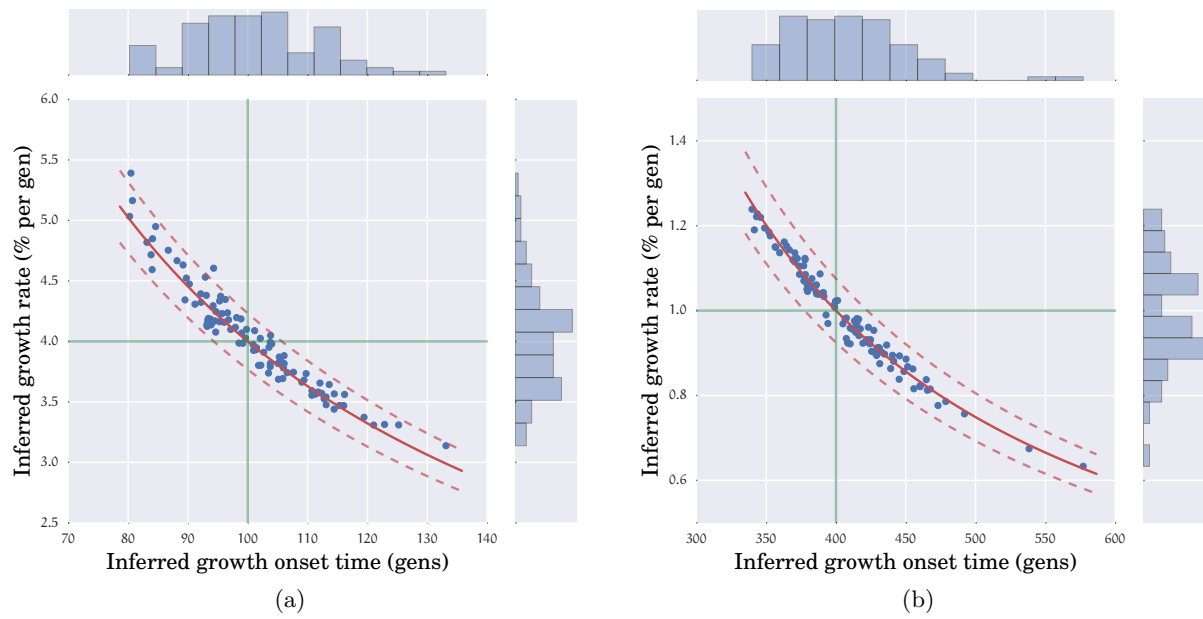 6.0
5.5
5.0
4.5
4.0
3.5
3.0
2.5
70 80 90 100 110 120 130 140
Inferred growth rate (% per gen)
Inferred growth onset time (gens)
(a)
1.4
1.2
1.0
0.8
0.6
300 350 400 450 500 550 600
Inferred growth rate (% per gen)
Inferred growth onset time (gens)
(b)